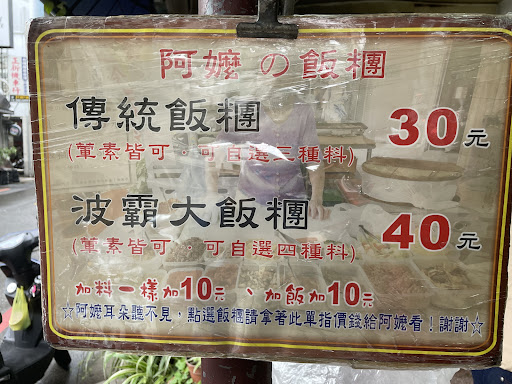 阿嬤の飯糰
傳統飯糰 30元
(葷素皆可。可自選三種料)
波霸大飯糰 40元
(葷素皆可。可自選四種料)
加料一樣加10元、加飯加10元
☆阿嬤耳朵聽不見，點選飯糰請拿著此單指價錢給阿嬤看！謝謝☆